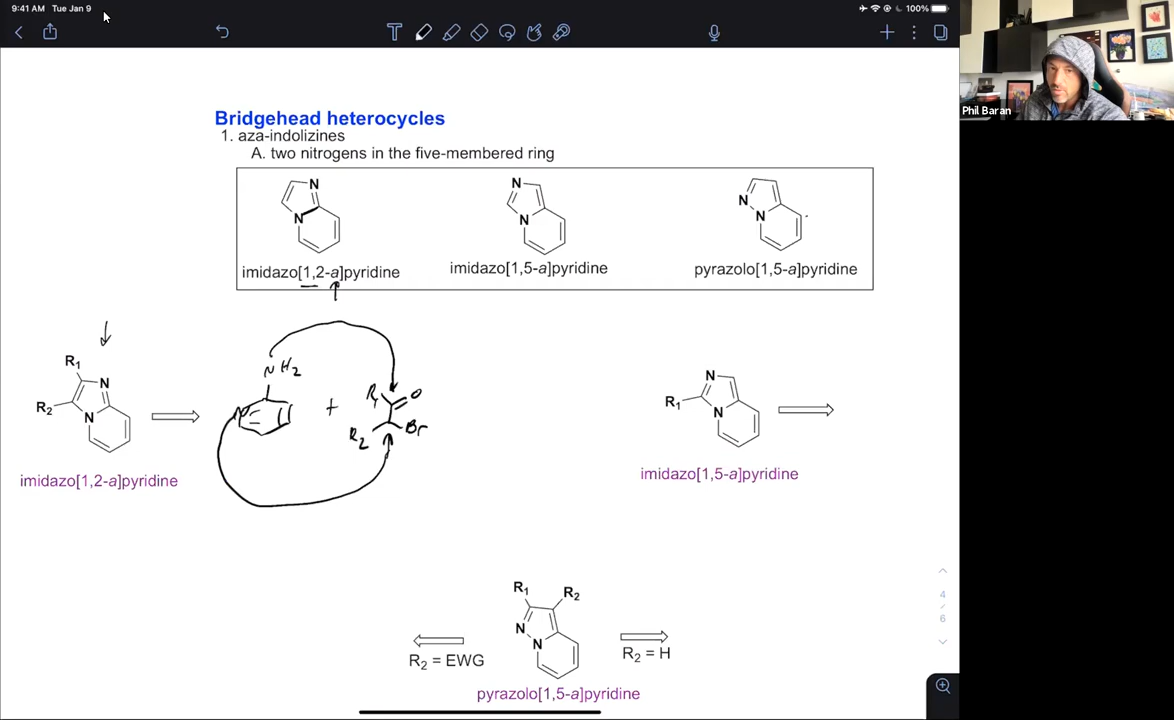 9:41 AM Tue Jan 9
100%
Phil Baran
Bridgehead heterocycles
1. aza-indolizines
A. two nitrogens in the five-membered ring
N
N
imidazo[1,2-a]pyridine
N
N
imidazo[1,5-a]pyridine
N
N
pyrazolo[1,5-a]pyridine
R1
R2
N
N
imidazo[1,2-a]pyridine
NH2
N
+
R1
O
R2
Br
N
R1
N
imidazo[1,5-a]pyridine
4
/
6
R1
R2
N
N
R2 = EWG
R2 = H
pyrazolo[1,5-a]pyridine